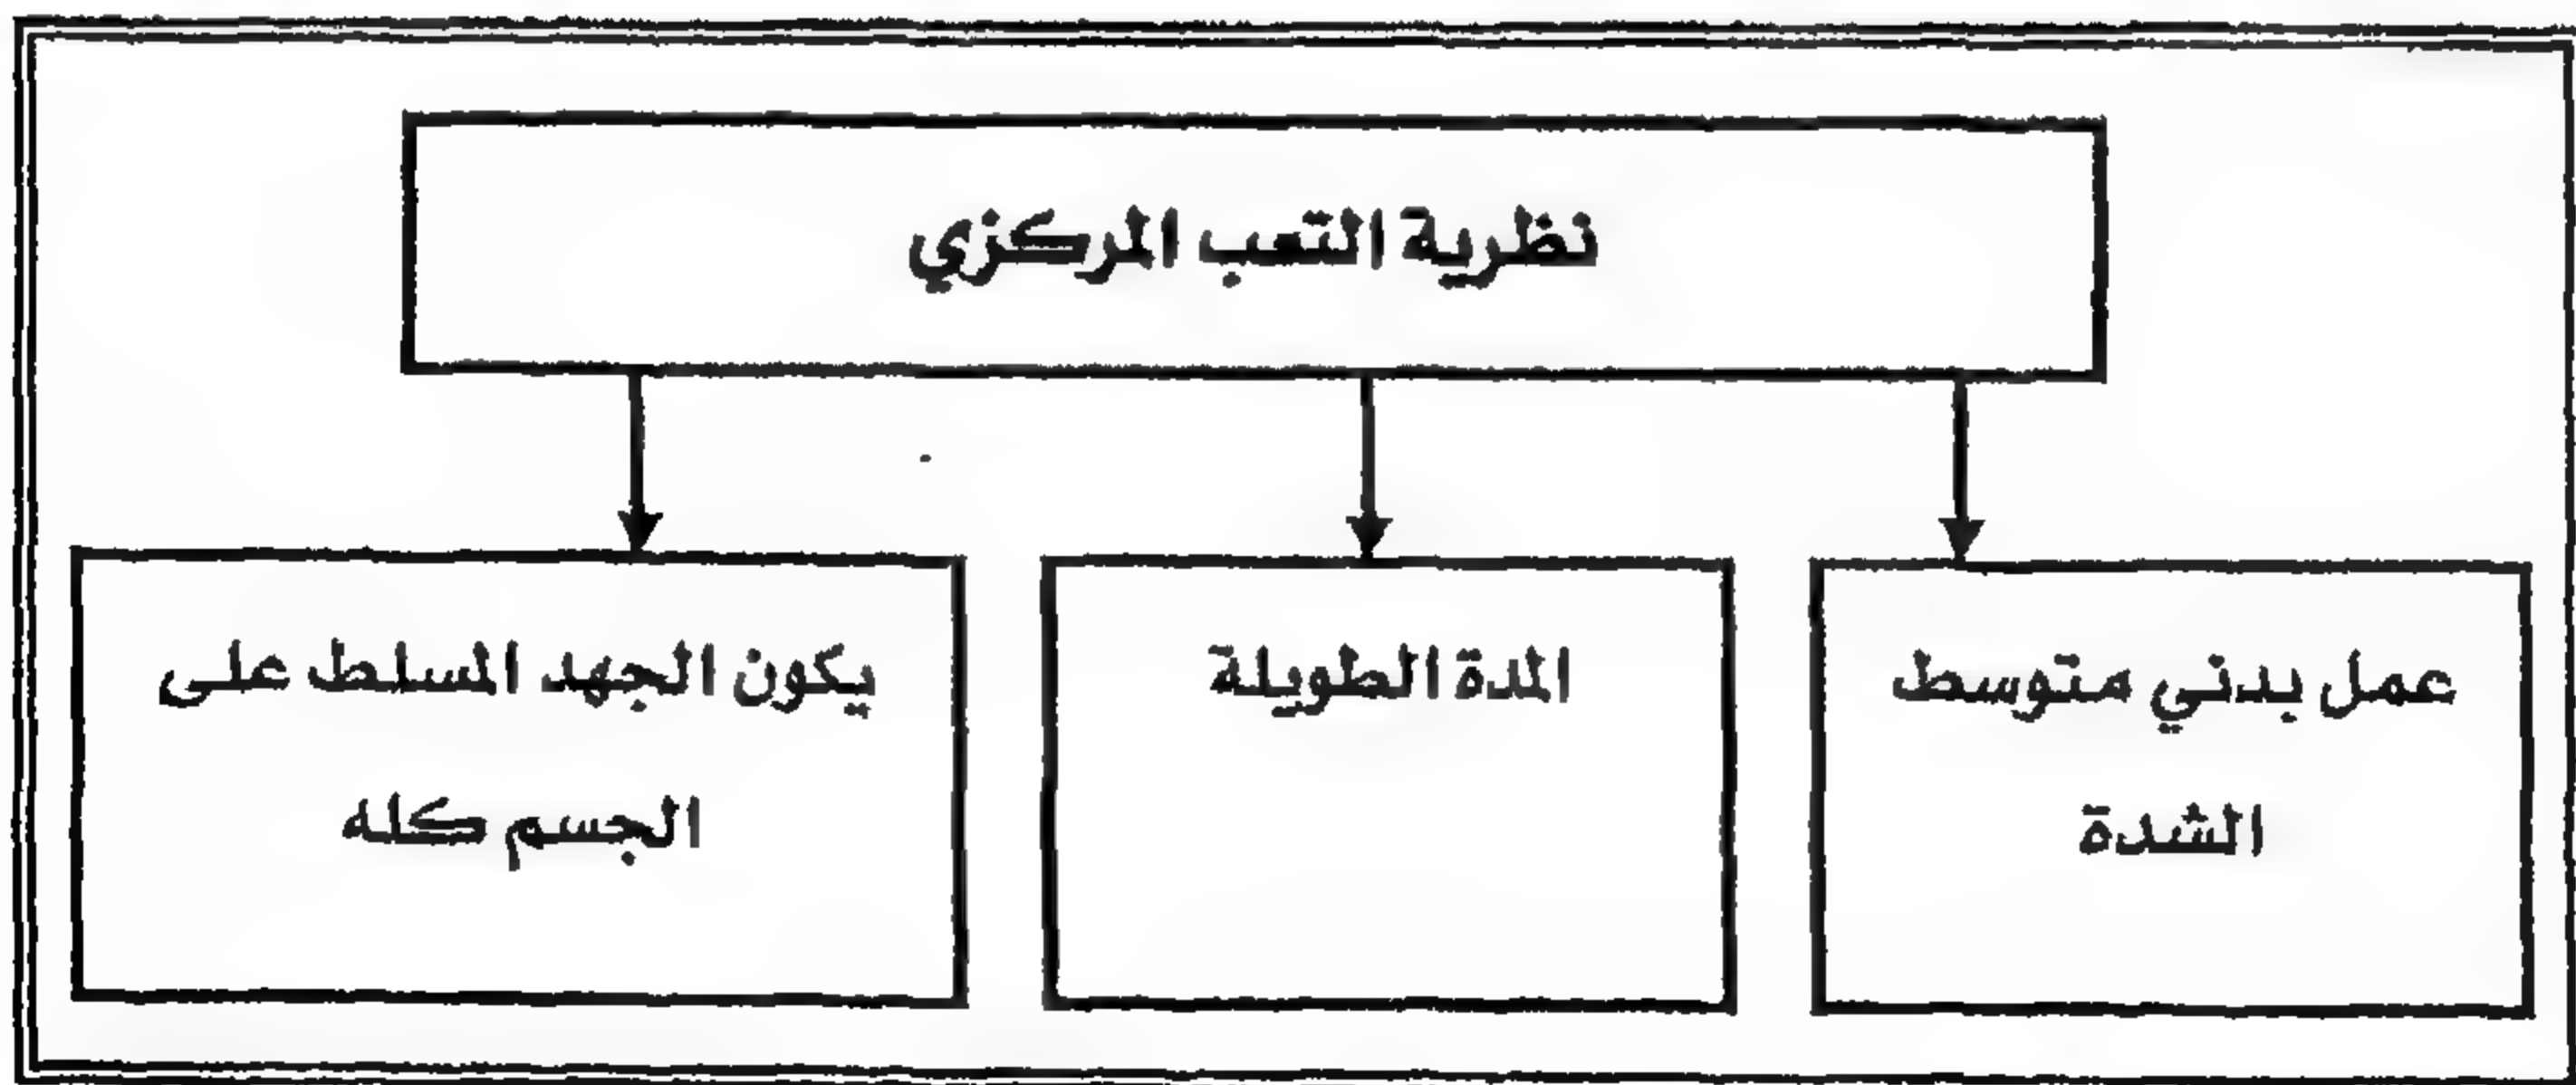 نظرية التعب المركزي
عمل بدني متوسط
الشدة
المدة الطويلة
يكون الجهد المسلط على
الجسم كله